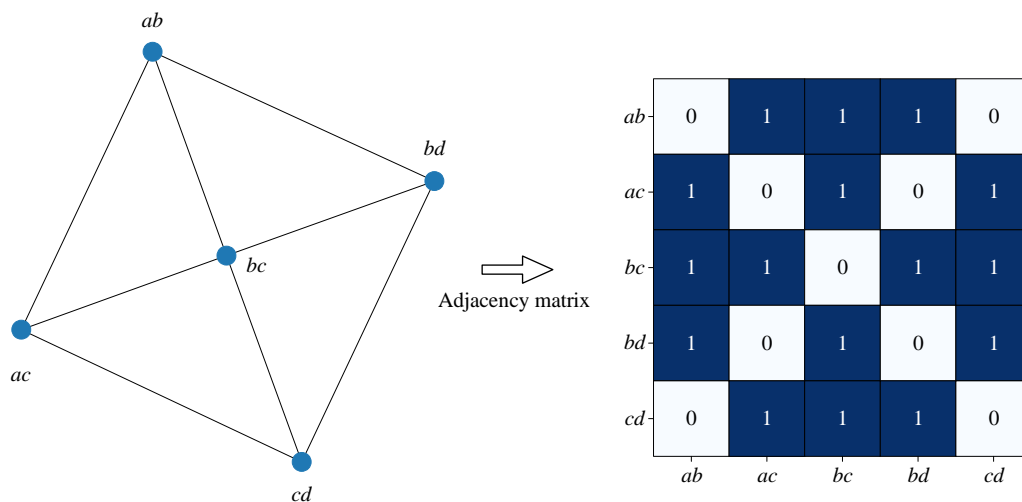 ab
bd
bc
ac
cd
Adjacency matrix
ab 0 1 1 1 0
ac 1 0 1 0 1
bc 1 1 0 1 1
bd 1 0 1 0 1
cd 0 1 1 1 0
ab ac bc bd cd